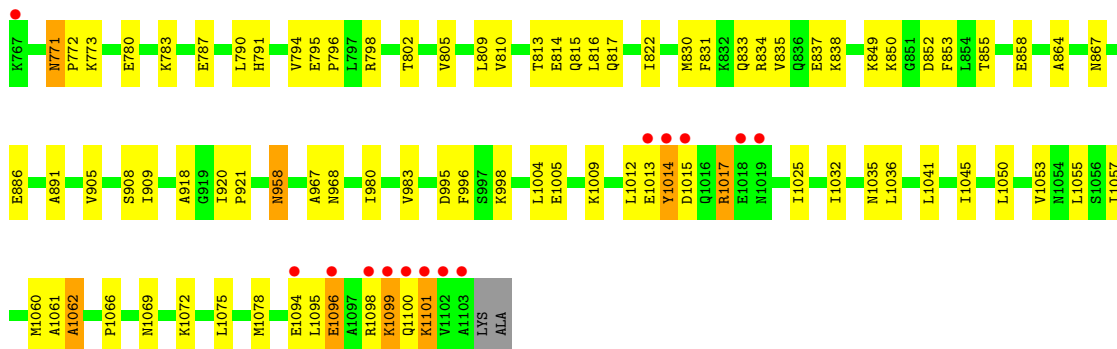 K767 N771 P772 K773 E780 K783 E787 L790 H791 V794 E795 P796 L797 R798 T802 V805 L809 V810 T813 E814 Q815 L816 Q817 I822 M830 F831 K832 Q833 R834 V835 Q836 E837 K838 K849 K850 G851 D852 F853 L854 T855 E858 A864 N867
E886 A891 V905 S908 I909 A918 G919 I920 P921 N958 A967 N968 I980 V983 D995 F996 S997 K998 L1004 E1005 K1009 L1012 E1013 Y1014 D1015 Q1016 R1017 E1018 N1019 I1025 I1032 N1035 L1036 L1041 I1045 L1050 V1053 N1054 L1055 S1056 I1057
M1060 A1061 A1062 P1066 N1069 K1072 L1075 M1078 E1094 L1095 E1096 A1097 R1098 K1099 Q1100 K1101 V1102 A1103 LYS ALA